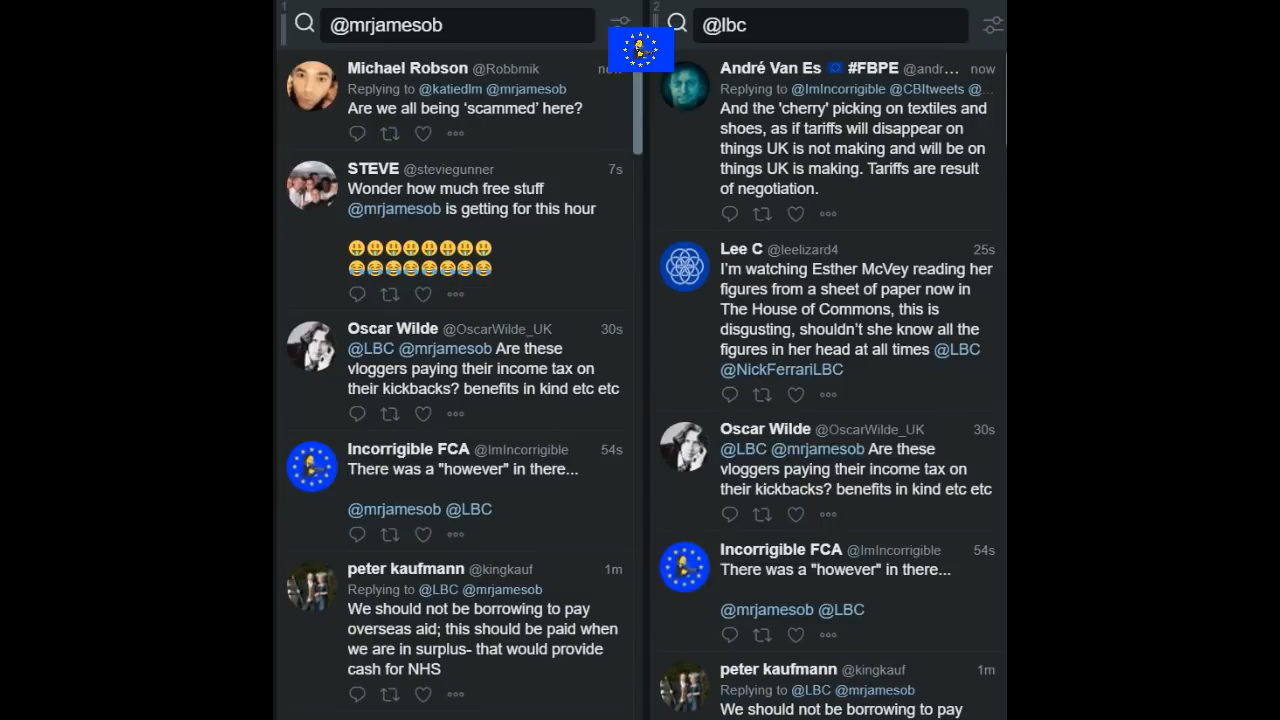 1
@mrjamesob
Michael Robson @Robbmik now
Replying to @katiedlm @mrjamesob
Are we all being ‘scammed’ here?
STEVE @steviegunner 7s
Wonder how much free stuff
@mrjamesob is getting for this hour
🤑🤑🤑🤑🤑🤑🤑🤑
😂😂😂😂😂😂😂😂
Oscar Wilde @OscarWilde_UK 30s
@LBC @mrjamesob Are these
vloggers paying their income tax on
their kickbacks? benefits in kind etc etc
Incorrigible FCA @ImIncorrigible 54s
There was a "however" in there...
@mrjamesob @LBC
peter kaufmann @kingkauf 1m
Replying to @LBC @mrjamesob
We should not be borrowing to pay
overseas aid; this should be paid when
we are in surplus- that would provide
cash for NHS
2
@lbc
André Van Es 🇪🇺 #FBPE @andr... now
Replying to @ImIncorrigible @CBItweets @...
And the 'cherry' picking on textiles and
shoes, as if tariffs will disappear on
things UK is not making and will be on
things UK is making. Tariffs are result
of negotiation.
Lee C @leelizard4 25s
I’m watching Esther McVey reading her
figures from a sheet of paper now in
The House of Commons, this is
disgusting, shouldn’t she know all the
figures in her head at all times @LBC
@NickFerrariLBC
Oscar Wilde @OscarWilde_UK 30s
@LBC @mrjamesob Are these
vloggers paying their income tax on
their kickbacks? benefits in kind etc etc
Incorrigible FCA @ImIncorrigible 54s
There was a "however" in there...
@mrjamesob @LBC
peter kaufmann @kingkauf 1m
Replying to @LBC @mrjamesob
We should not be borrowing to pay